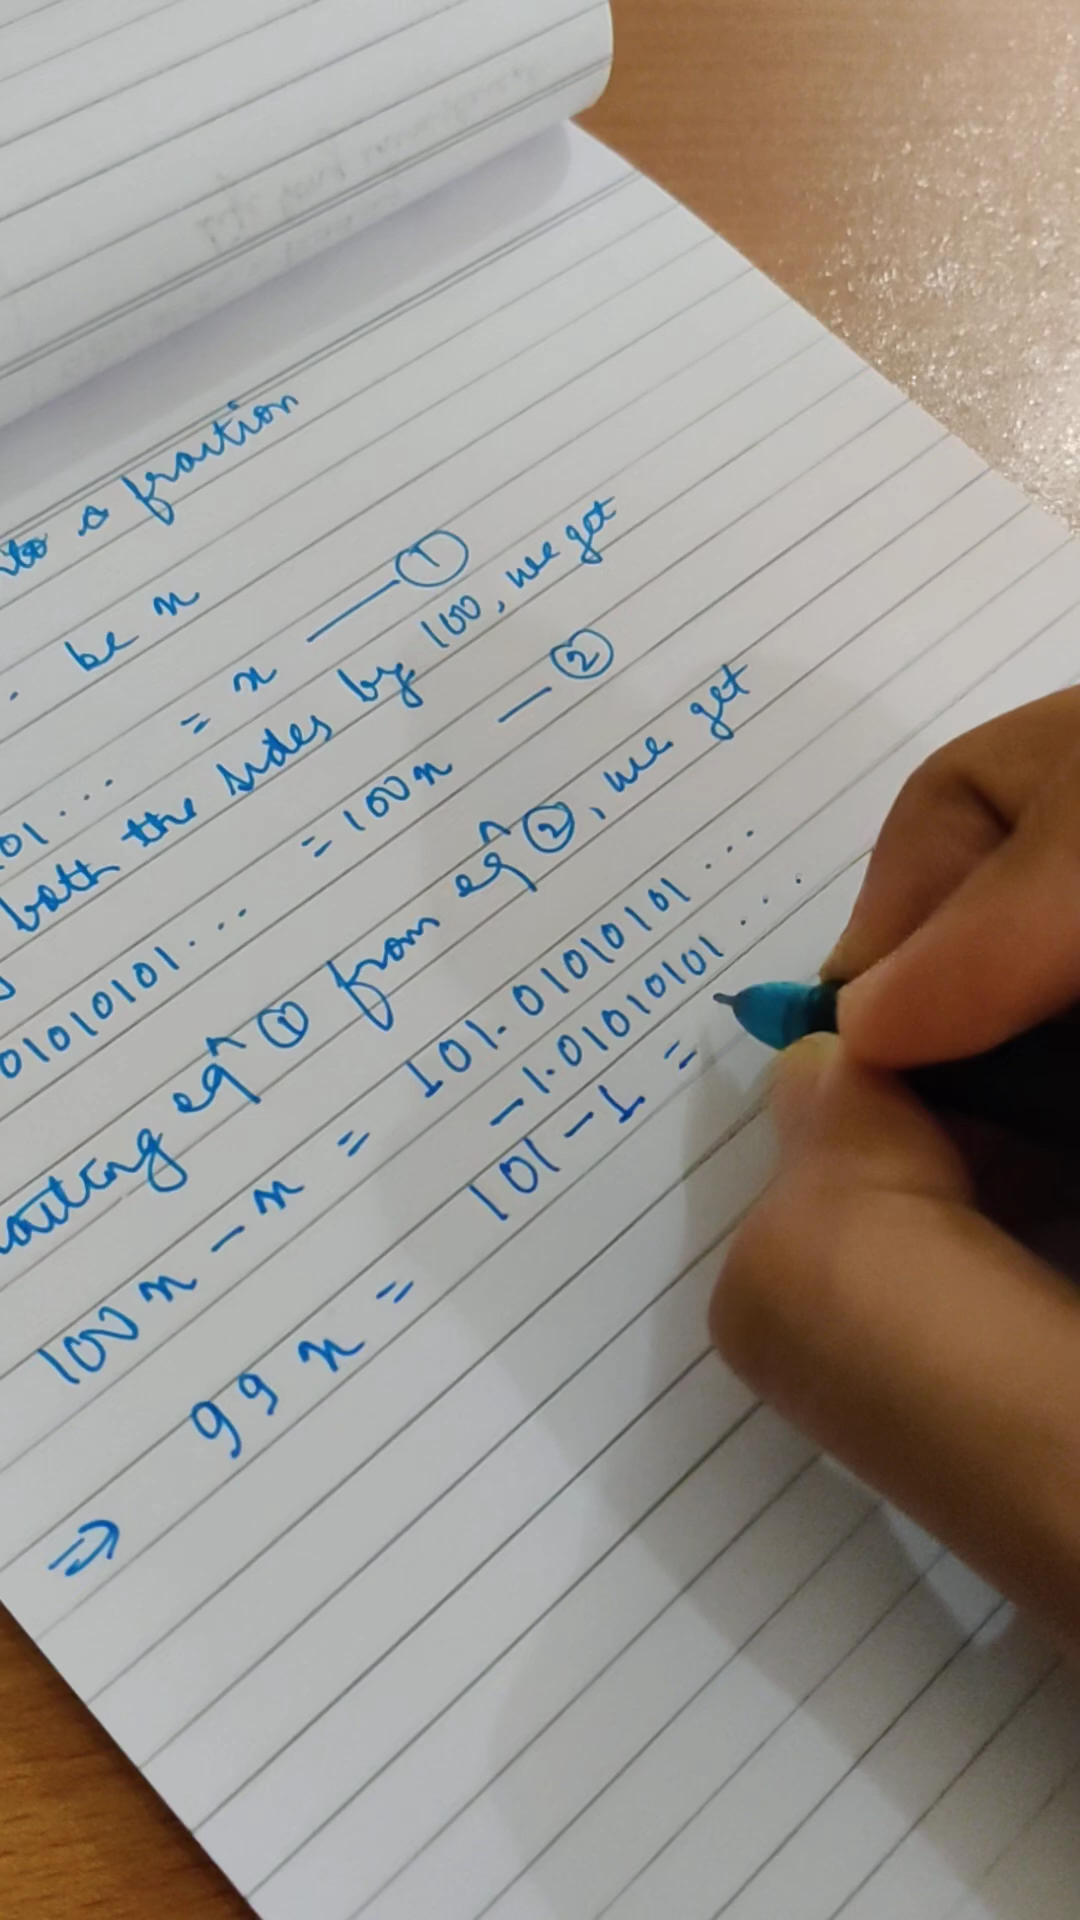 to a fraction
. be x
01... = x —— ①
both the sides by 100, we get
01010101... = 100x — ②
eqⁿ ① from eqⁿ ②, we get
100x - x = 101.01010101...
-1.01010101....
⇒ 99x = 101 - 1 =